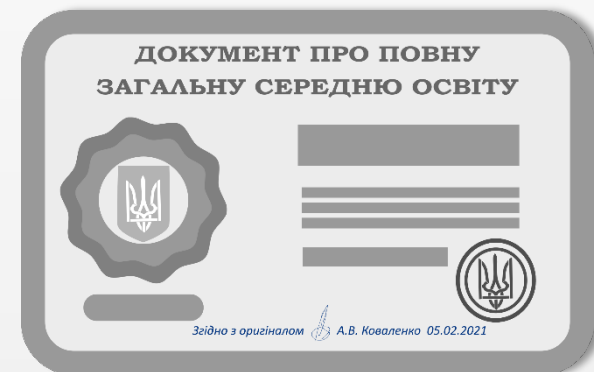 ДОКУМЕНТ ПРО ПОВНУ
ЗАГАЛЬНУ СЕРЕДНЮ ОСВІТУ
Згідно з оригіналом А.В. Коваленко 05.02.2021